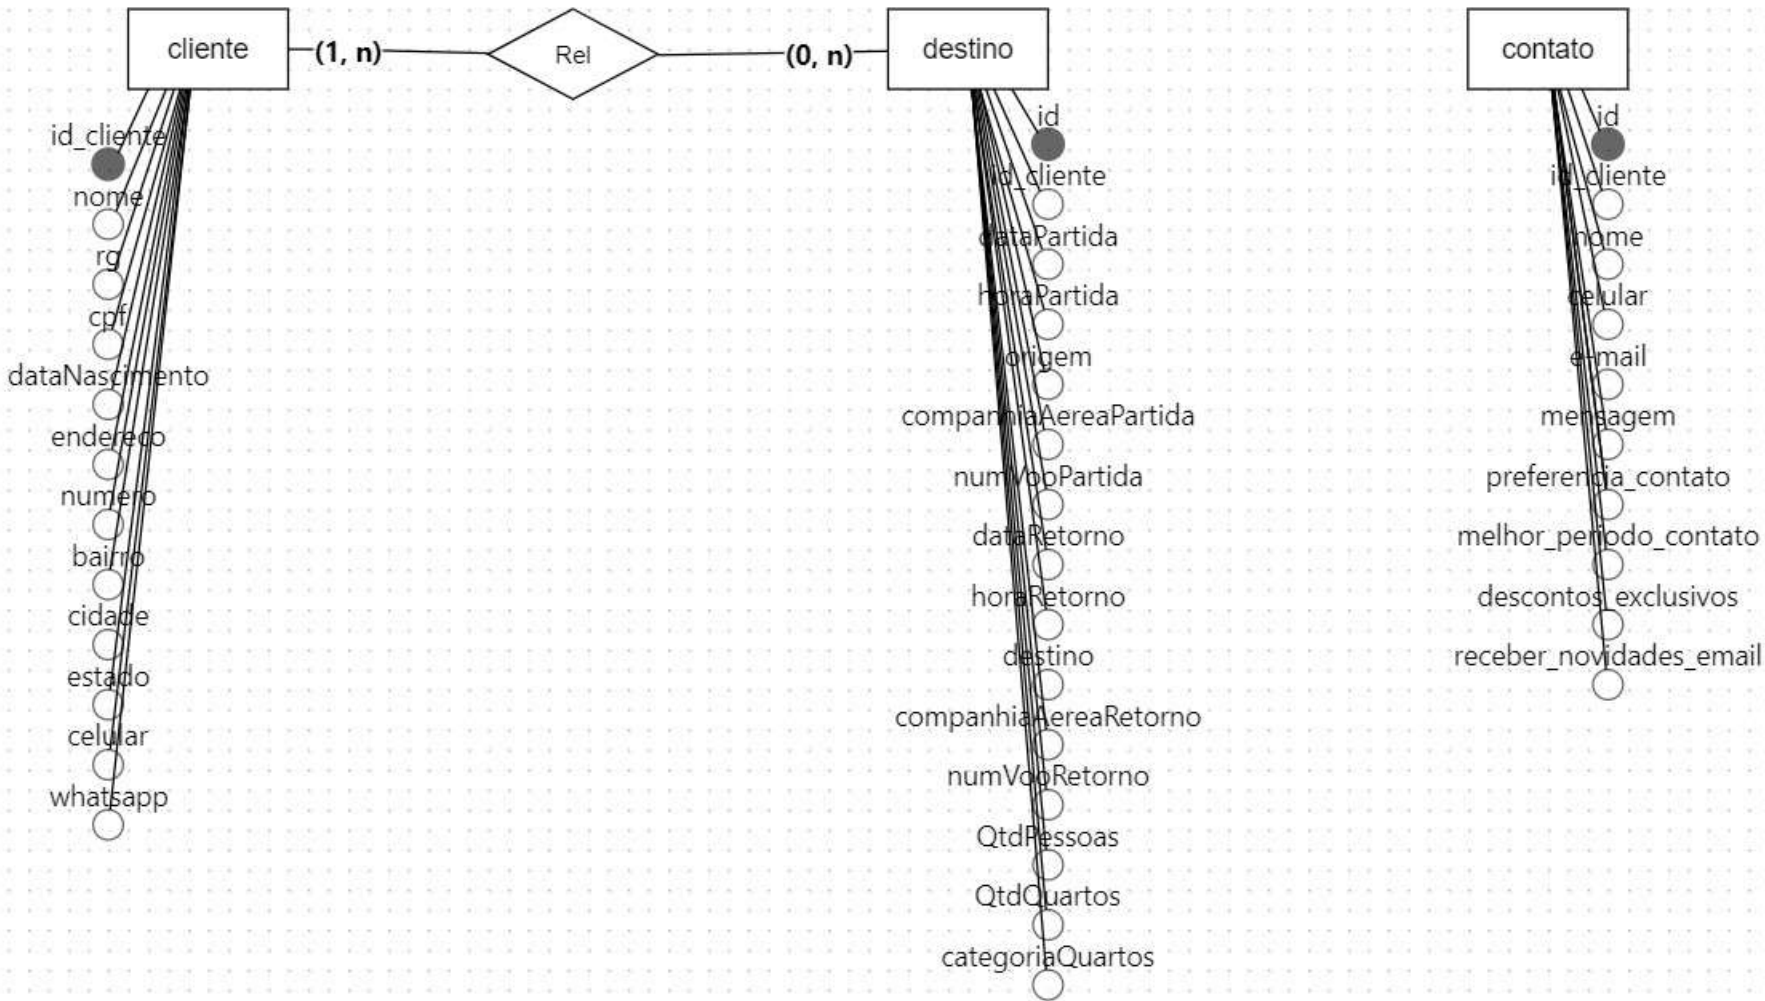 cliente
(1, n)
Rel
(0, n)
destino
contato
id_cliente
nome
rg
cpf
dataNascimento
endereco
numero
bairro
cidade
estado
celular
whatsapp
id
id_cliente
dataPartida
horaPartida
origem
companhiaAereaPartida
numVooPartida
dataRetorno
horaRetorno
destino
companhiaAereaRetorno
numVooRetorno
QtdPessoas
QtdQuartos
categoriaQuartos
id
id_cliente
nome
celular
e-mail
mensagem
preferencia_contato
melhor_periodo_contato
descontos_exclusivos
receber_novidades_email